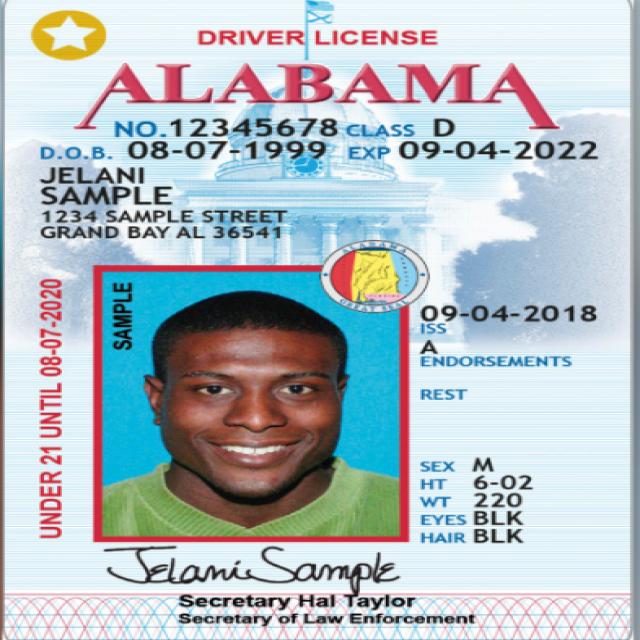 DRIVER LICENSE
ALABAMA
NO. 12345678 CLASS D
D.O.B. 08-07-1999 EXP 09-04-2022
JELANI
SAMPLE
1234 SAMPLE STREET
GRAND BAY AL 36541
ALABAMA
GREAT SEAL
SAMPLE
UNDER 21 UNTIL 08-07-2020
09-04-2018
ISS
A
ENDORSEMENTS
REST
SEX M
HT 6-02
WT 220
EYES BLK
HAIR BLK
Jelani Sample
Secretary Hal Taylor
Secretary of Law Enforcement